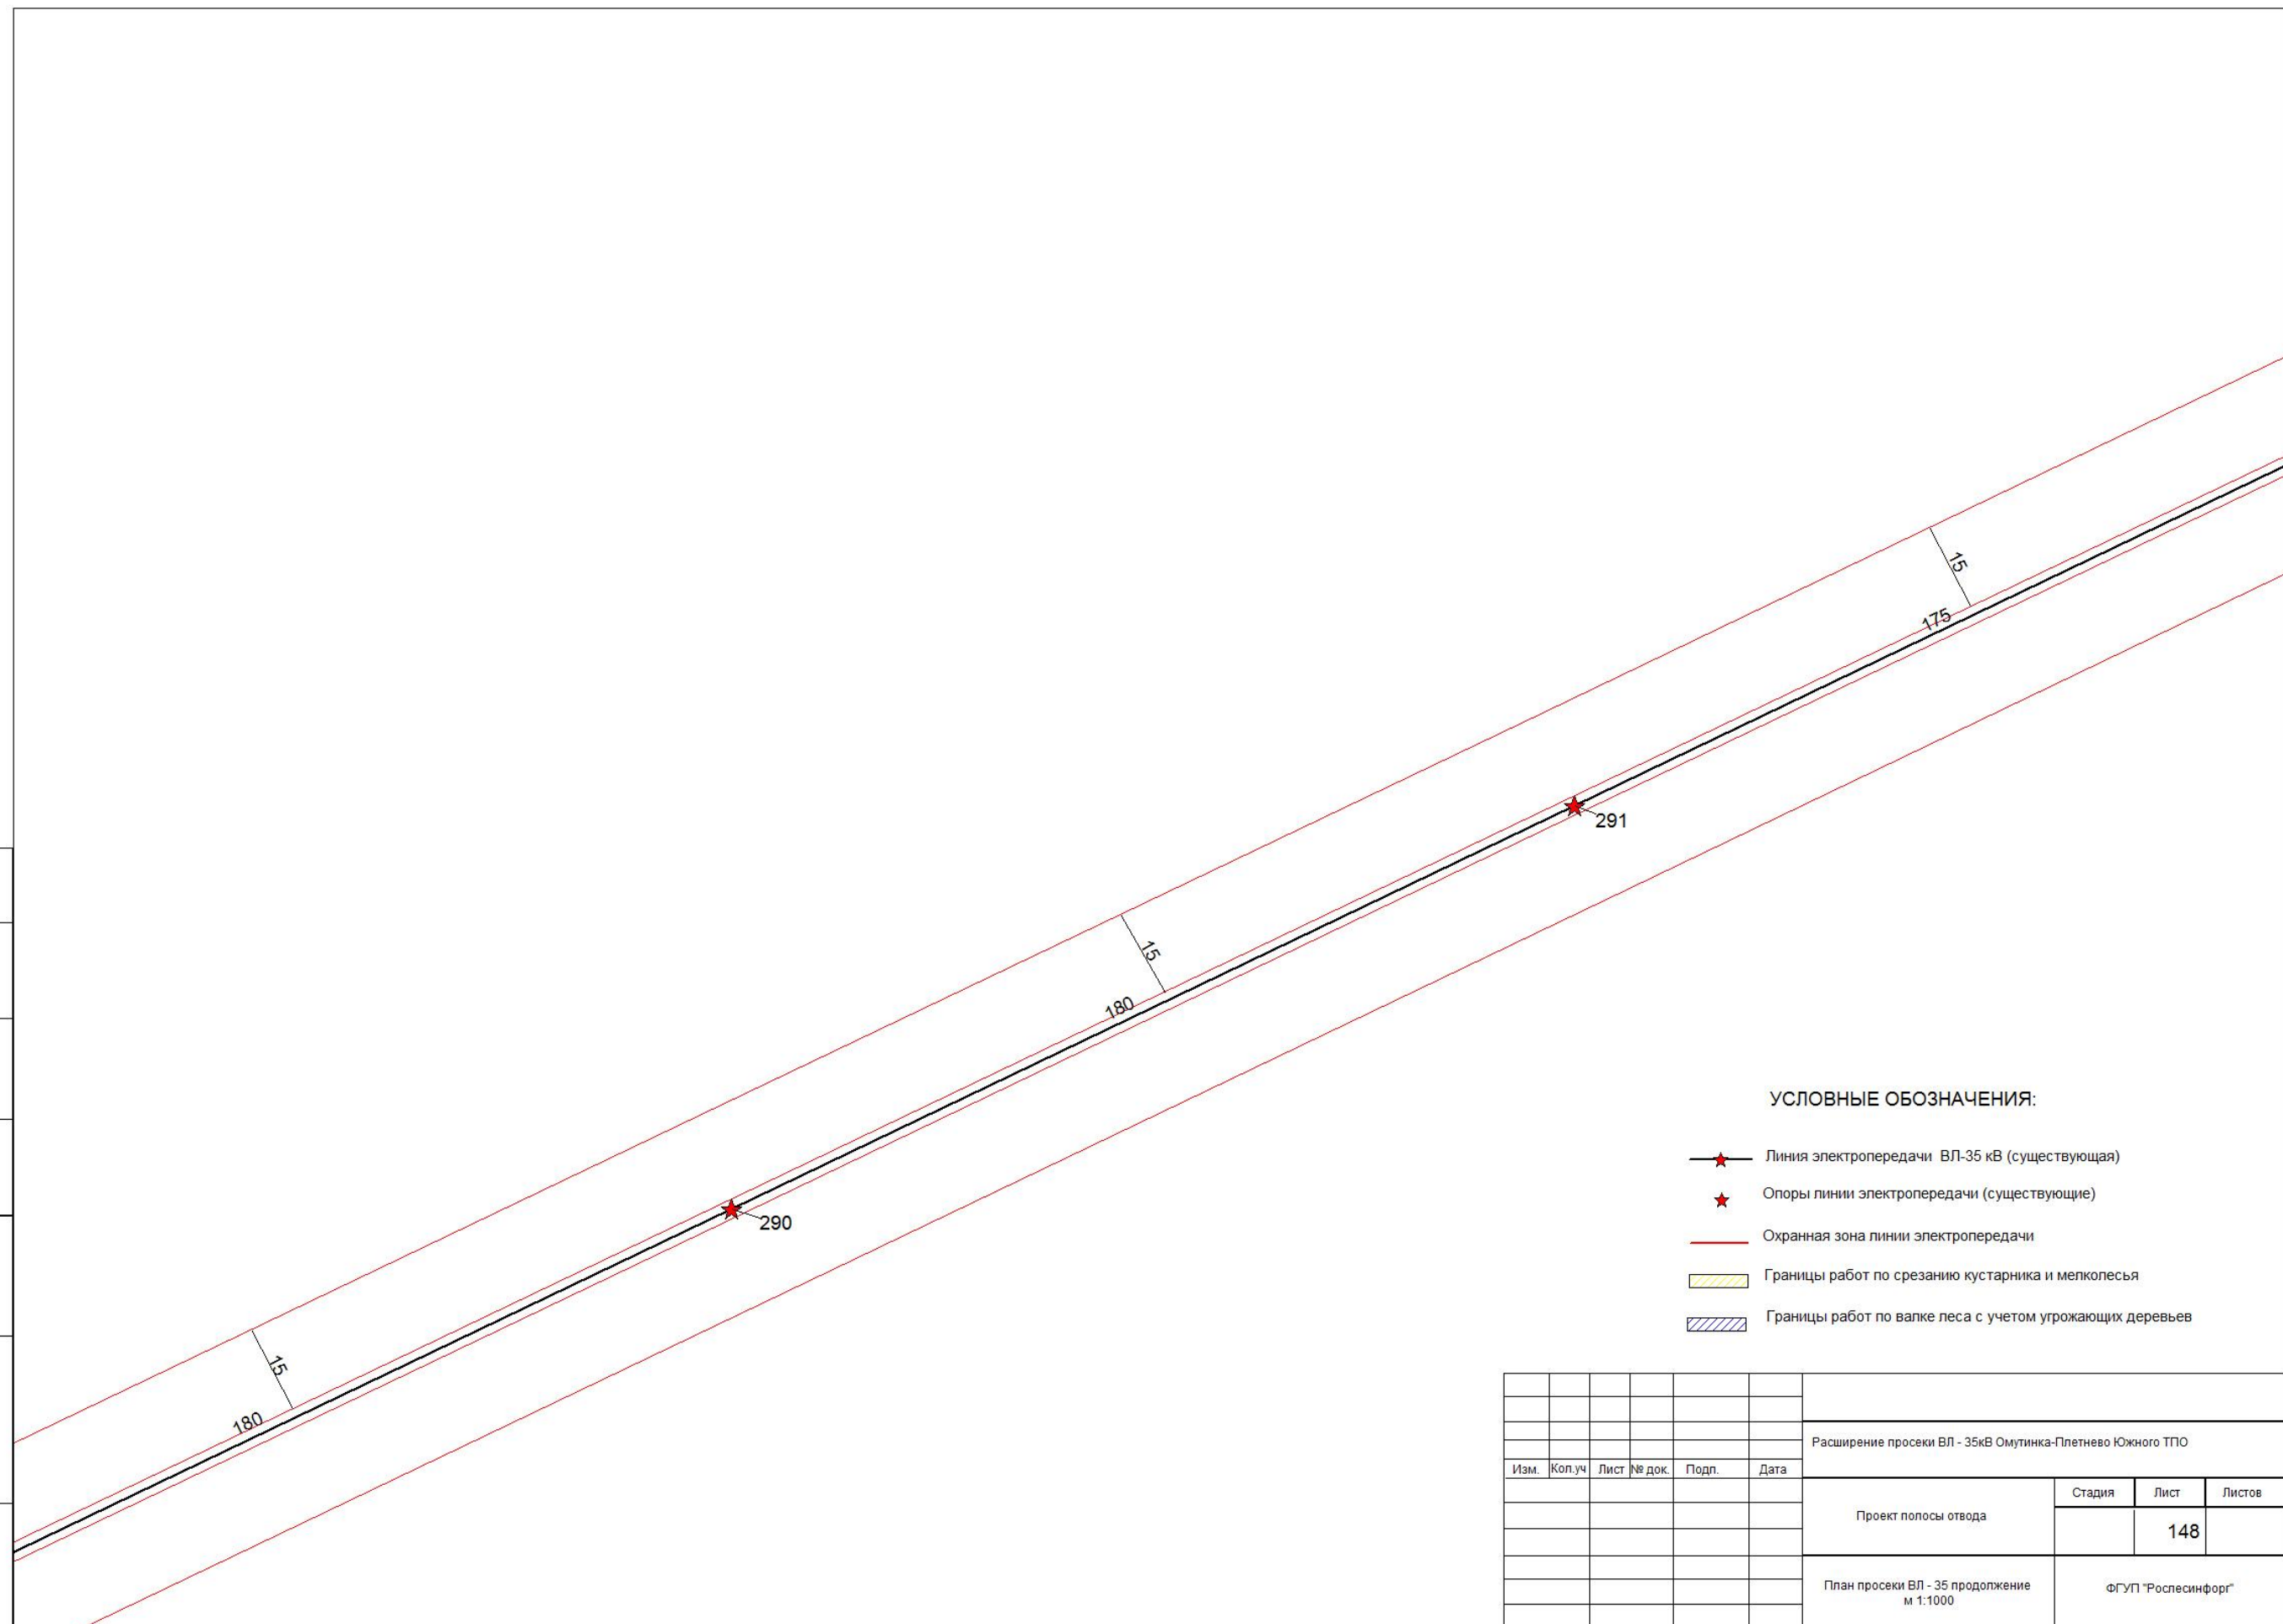 15
175
291
15
180
290
15
180
УСЛОВНЫЕ ОБОЗНАЧЕНИЯ:
Линия электропередачи ВЛ-35 кВ (существующая)
Опоры линии электропередачи (существующие)
Охранная зона линии электропередачи
Границы работ по срезанию кустарника и мелколесья
Границы работ по валке леса с учетом угрожающих деревьев
Расширение просеки ВЛ - 35кВ Омутинка-Плетнево Южного ТПО
Изм. Кол.уч Лист № док. Подп. Дата
Проект полосы отвода
Стадия Лист Листов
148
План просеки ВЛ - 35 продолжение
м 1:1000
ФГУП "Рослесинфорг"